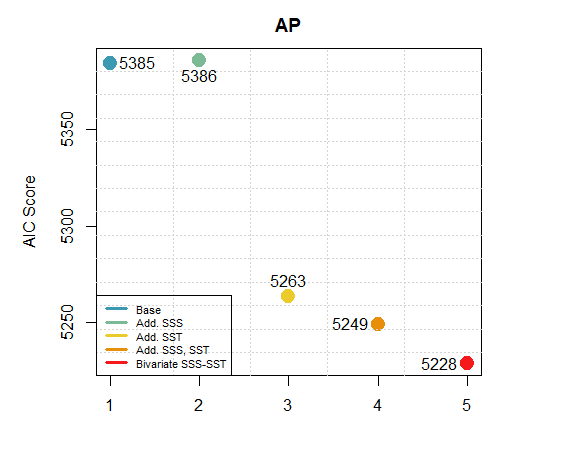 AP
5385
5386
5350
AIC Score
5300
5263
5250
5249
5228
Base
Add. SSS
Add. SST
Add. SSS, SST
Bivariate SSS-SST
1 2 3 4 5